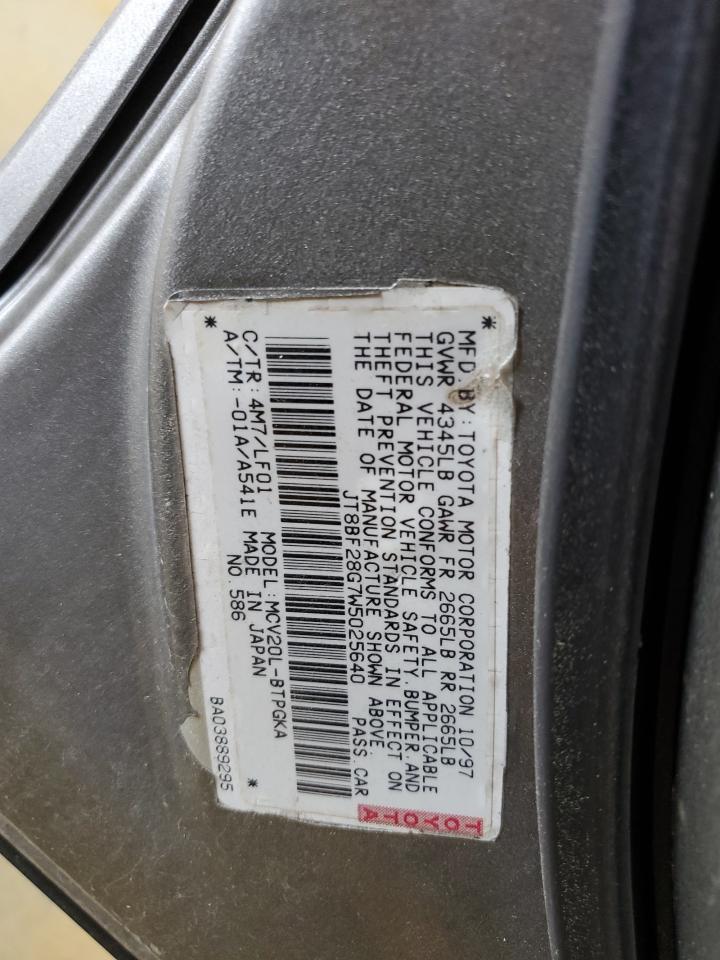 * MFD. BY: TOYOTA MOTOR CORPORATION 10/97
GVWR 4345LB GAWR FR 2665LB RR 2665LB
THIS VEHICLE CONFORMS TO ALL APPLICABLE
FEDERAL MOTOR VEHICLE SAFETY, BUMPER, AND
THEFT PREVENTION STANDARDS IN EFFECT ON
THE DATE OF MANUFACTURE SHOWN ABOVE.
JT8BF28G7W5025640 PASS.CAR
TOYOTA
C/TR: 4M7/LF01 MODEL: MCV20L-BTPGKA
A/TM:-01A/A541E MADE IN JAPAN
* NO. 586 *
BA03889295